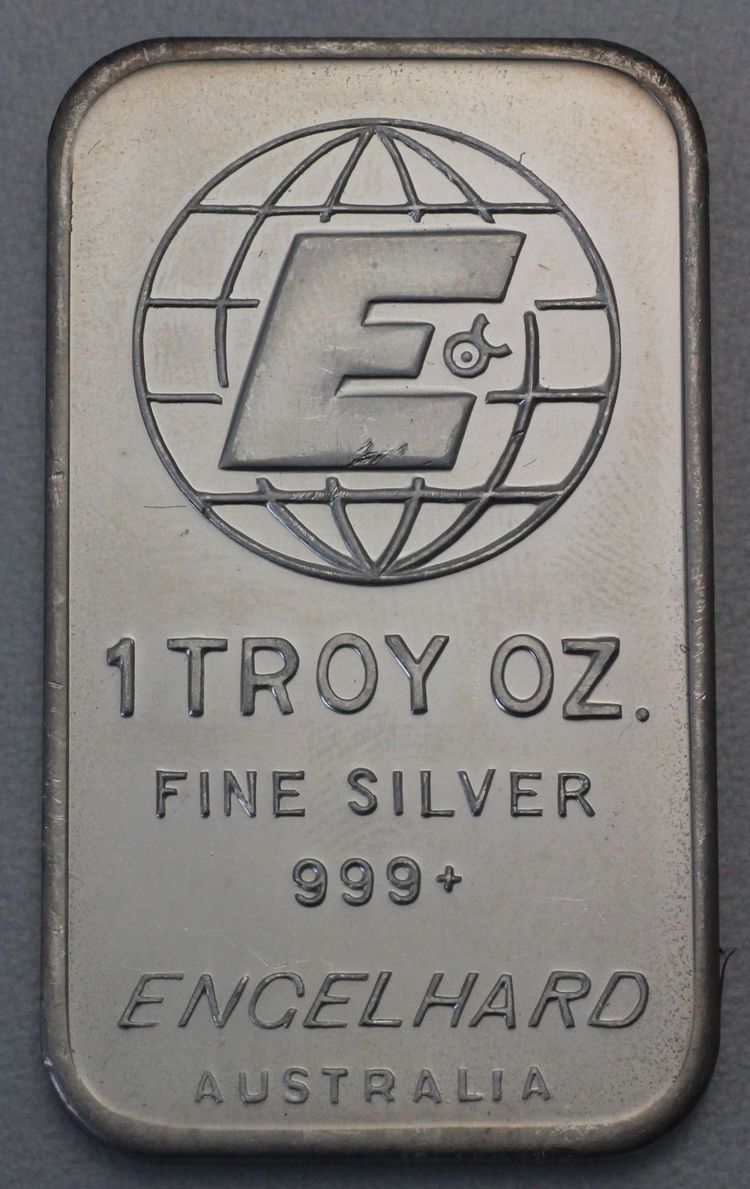 E
1 TROY OZ.
FINE SILVER
999+
ENGELHARD
AUSTRALIA